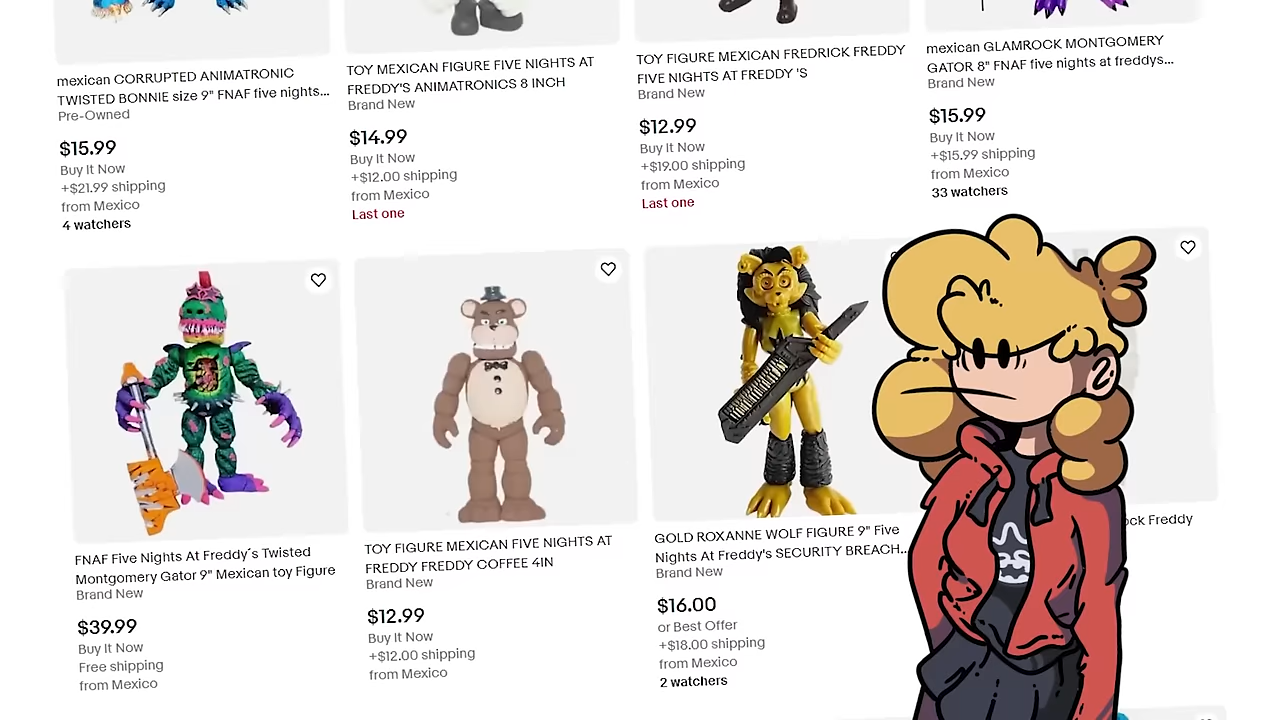 mexican CORRUPTED ANIMATRONIC
TWISTED BONNIE size 9" FNAF five nights...
Pre-Owned
$15.99
Buy It Now
+$21.99 shipping
from Mexico
4 watchers
TOY MEXICAN FIGURE FIVE NIGHTS AT
FREDDY'S ANIMATRONICS 8 INCH
Brand New
$14.99
Buy It Now
+$12.00 shipping
from Mexico
Last one
TOY FIGURE MEXICAN FREDRICK FREDDY
FIVE NIGHTS AT FREDDY 'S
Brand New
$12.99
Buy It Now
+$19.00 shipping
from Mexico
Last one
mexican GLAMROCK MONTGOMERY
GATOR 8" FNAF five nights at freddys...
Brand New
$15.99
Buy It Now
+$15.99 shipping
from Mexico
33 watchers
FNAF Five Nights At Freddy´s Twisted
Montgomery Gator 9" Mexican toy Figure
Brand New
$39.99
Buy It Now
Free shipping
from Mexico
TOY FIGURE MEXICAN FIVE NIGHTS AT
FREDDY FREDDY COFFEE 4IN
Brand New
$12.99
Buy It Now
+$12.00 shipping
from Mexico
GOLD ROXANNE WOLF FIGURE 9" Five
Nights At Freddy's SECURITY BREACH..
Brand New
$16.00
or Best Offer
+$18.00 shipping
from Mexico
2 watchers
ock Freddy